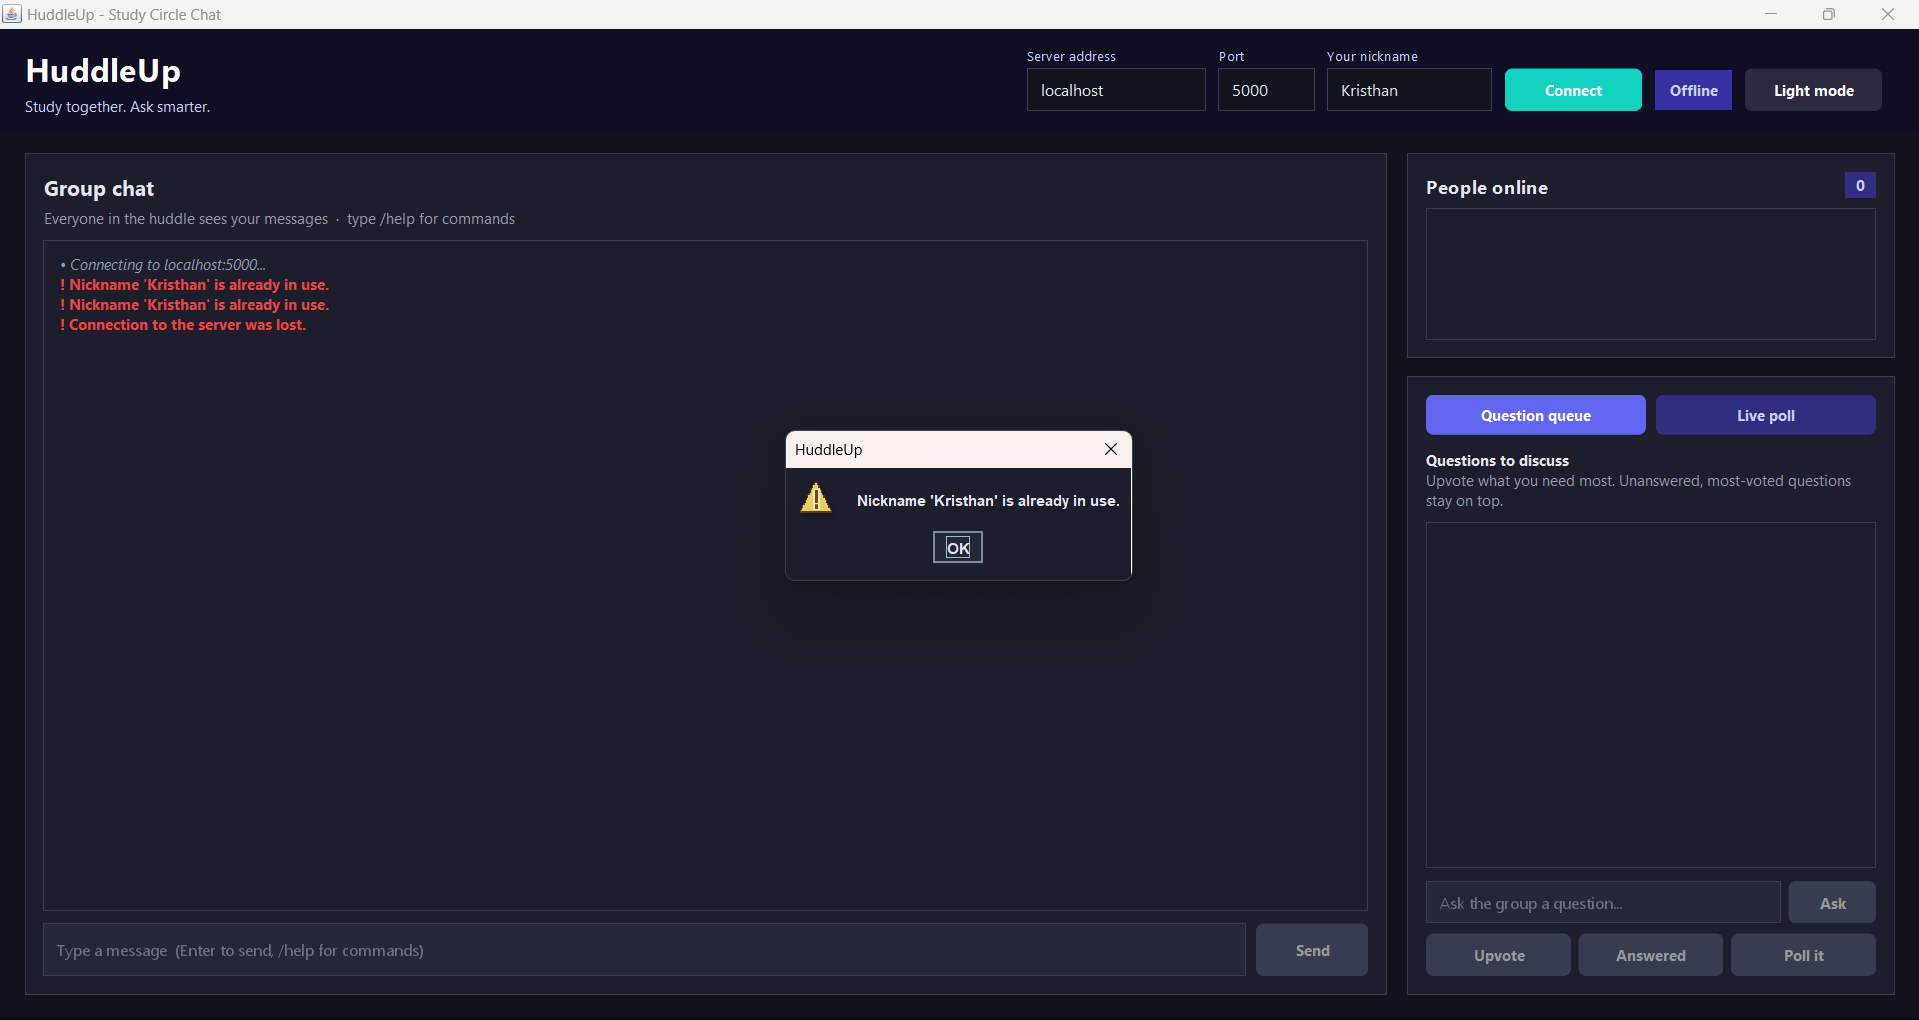 HuddleUp - Study Circle Chat
HuddleUp
Study together. Ask smarter.
Server address
localhost
Port
5000
Your nickname
Kristhan
Connect
Offline
Light mode
Group chat
Everyone in the huddle sees your messages · type /help for commands
• Connecting to localhost:5000...
! Nickname 'Kristhan' is already in use.
! Nickname 'Kristhan' is already in use.
! Connection to the server was lost.
Type a message (Enter to send, /help for commands)
Send
HuddleUp
Nickname 'Kristhan' is already in use.
OK
People online
0
Question queue
Live poll
Questions to discuss
Upvote what you need most. Unanswered, most-voted questions
stay on top.
Ask the group a question...
Ask
Upvote
Answered
Poll it